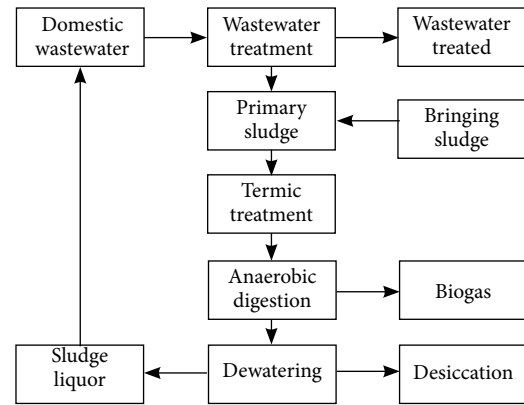 Domestic
wastewater
Wastewater
treatment
Wastewater
treated
Primary
sludge
Bringing
sludge
Termic
treatment
Anaerobic
digestion
Biogas
Sludge
liquor
Dewatering
Desiccation